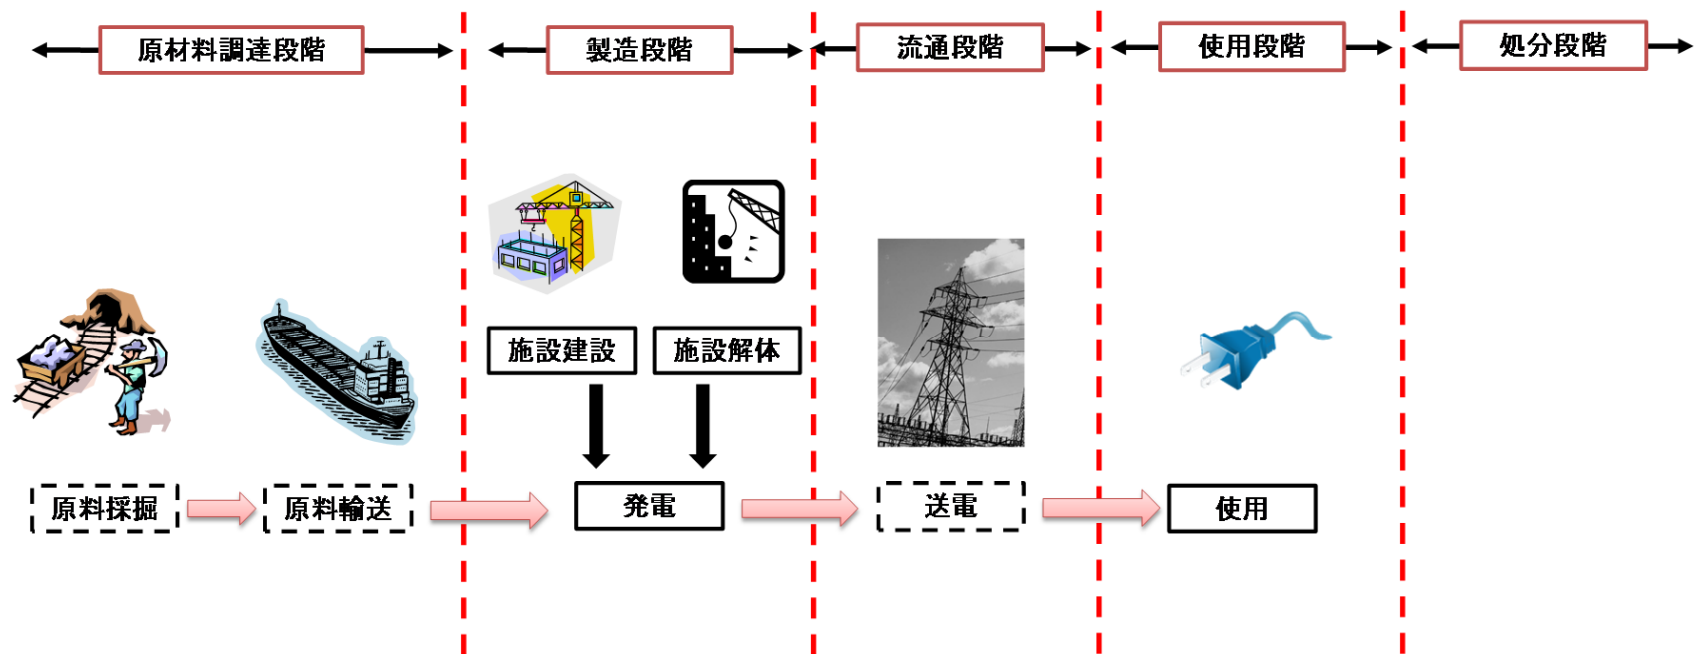 原材料調達段階
製造段階
流通段階
使用段階
処分段階
施設建設
施設解体
原料採掘
原料輸送
発電
送電
使用